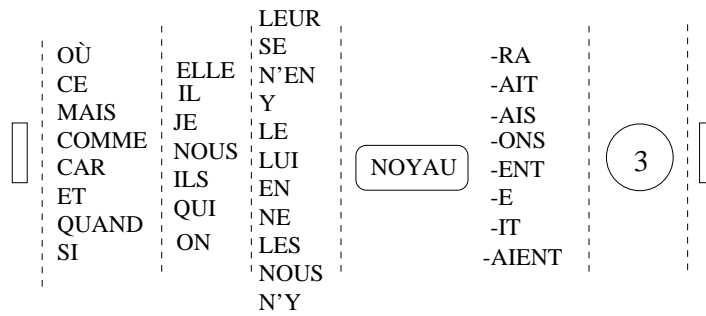 OÙ
CE
MAIS
COMME
CAR
ET
QUAND
SI
ELLE
IL
JE
NOUS
ILS
QUI
ON
LEUR
SE
N'EN
Y
LE
LUI
EN
NE
LES
NOUS
N'Y
NOYAU
-RA
-AIT
-AIS
-ONS
-ENT
-E
-IT
-AIENT
3